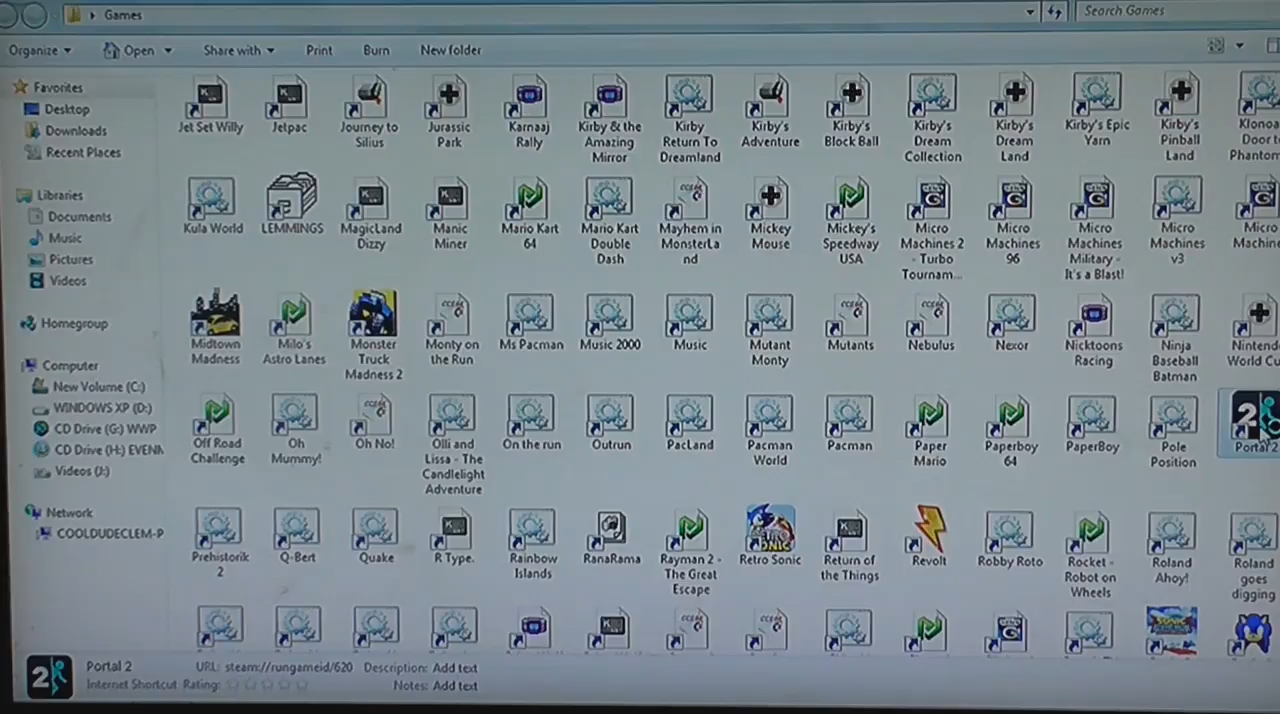 Games
Search Games
Organize
Open
Share with
Print
Burn
New folder
Favorites
Desktop
Downloads
Recent Places
Libraries
Documents
Music
Pictures
Videos
Homegroup
Computer
New Volume (C:)
WINDOWS XP (D:)
CD Drive (G:) WWP
CD Drive (H:) EVENN
Videos (J:)
Network
COOLDUDECLEM-P
Jet Set Willy
Jetpac
Journey to
Silius
Jurassic
Park
Karnaaj
Rally
Kirby & the
Amazing
Mirror
Kirby
Return To
Dreamland
Kirby's
Adventure
Kirby's
Block Ball
Kirby's
Dream
Collection
Kirby's
Dream
Land
Kirby's Epic
Yarn
Kirby's
Pinball
Land
Klonoa
Door to
Phantom
Kula World
LEMMINGS
MagicLand
Dizzy
Manic
Miner
Mario Kart
64
Mario Kart
Double
Dash
Mayhem in
MonsterLa
nd
Mickey
Mouse
Mickey's
Speedway
USA
Micro
Machines 2
- Turbo
Tournam...
Micro
Machines
96
Micro
Machines
Military -
It's a Blast!
Micro
Machines
v3
Micro
Machine
Midtown
Madness
Milo's
Astro Lanes
Monster
Truck
Madness 2
Monty on
the Run
Ms Pacman
Music 2000
Music
Mutant
Monty
Mutants
Nebulus
Nexor
Nicktoons
Racing
Ninja
Baseball
Batman
Nintend
World Cu
Off Road
Challenge
Oh
Mummy!
Oh No!
Olli and
Lissa - The
Candlelight
Adventure
On the run
Outrun
PacLand
Pacman
World
Pacman
Paper
Mario
Paperboy
64
PaperBoy
Pole
Position
Portal 2
Prehistorik
2
Q-Bert
Quake
R Type.
Rainbow
Islands
RanaRama
Rayman 2 -
The Great
Escape
Retro Sonic
Return of
the Things
Revolt
Robby Roto
Rocket -
Robot on
Wheels
Roland
Ahoy!
Roland
goes
digging
Portal 2
URL: steam://rungameid/620
Description: Add text
Internet Shortcut
Rating:
Notes: Add text